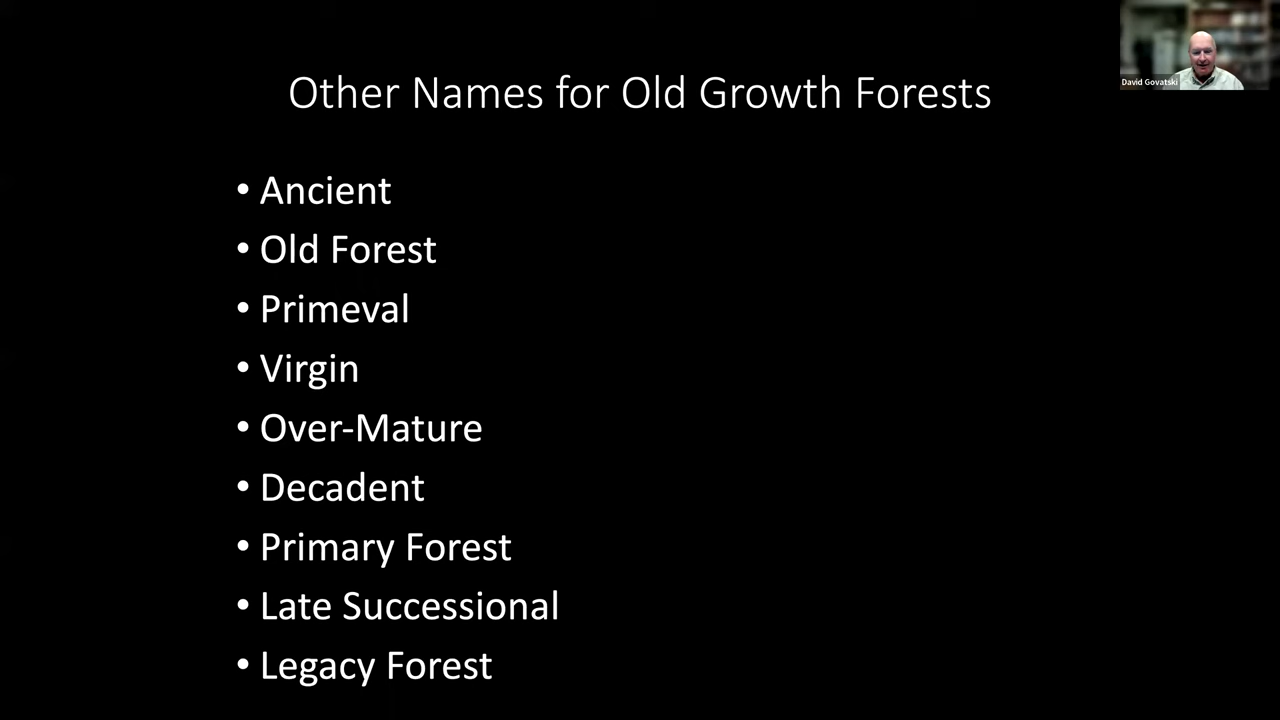 Other Names for Old Growth Forests
David Govatski
• Ancient
• Old Forest
• Primeval
• Virgin
• Over-Mature
• Decadent
• Primary Forest
• Late Successional
• Legacy Forest